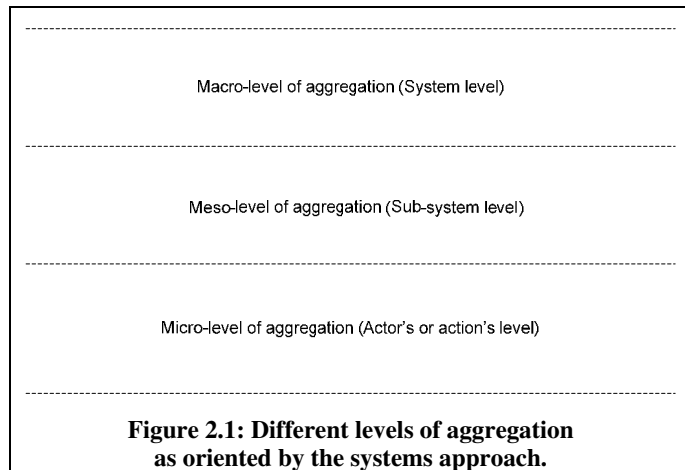 Macro-level of aggregation (System level)
Meso-level of aggregation (Sub-system level)
Micro-level of aggregation (Actor's or action's level)
Figure 2.1: Different levels of aggregation
as oriented by the systems approach.